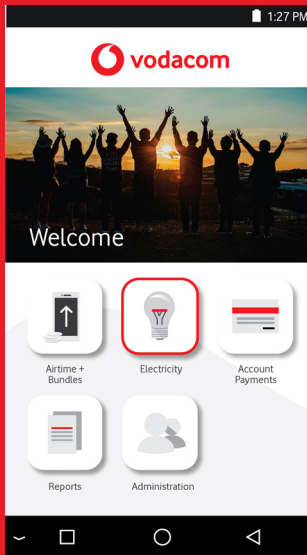 1:27 PM
vodacom
Welcome
Airtime +
Bundles
Electricity
Account
Payments
Reports
Administration